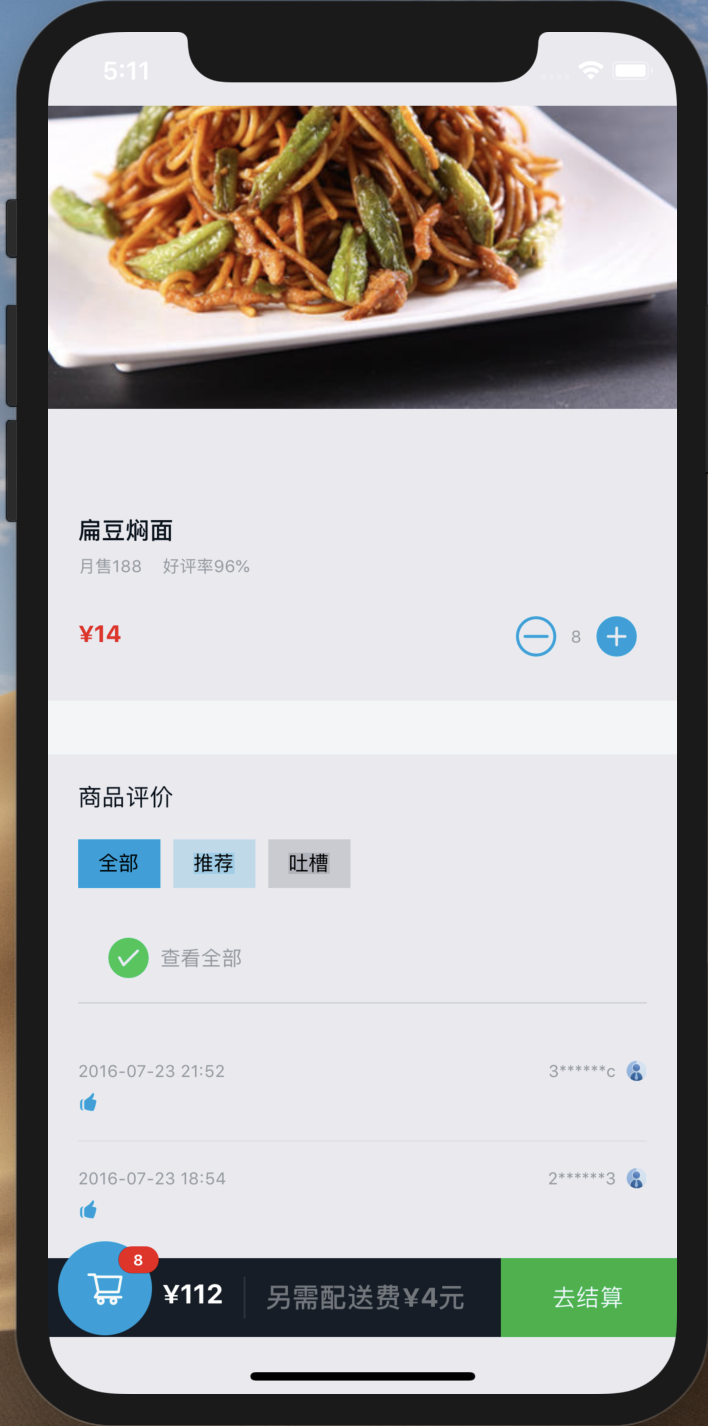 5:11
扁豆焖面
月售188 好评率96%
¥14
8
商品评价
全部 推荐 吐槽
查看全部
2016-07-23 21:52 3******c
2016-07-23 18:54 2******3
8
¥112 另需配送费¥4元 去结算